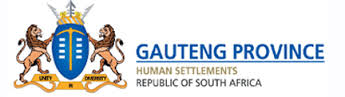 GAUTENG PROVINCE
HUMAN SETTLEMENTS
REPUBLIC OF SOUTH AFRICA
UNITY IN DIVERSITY